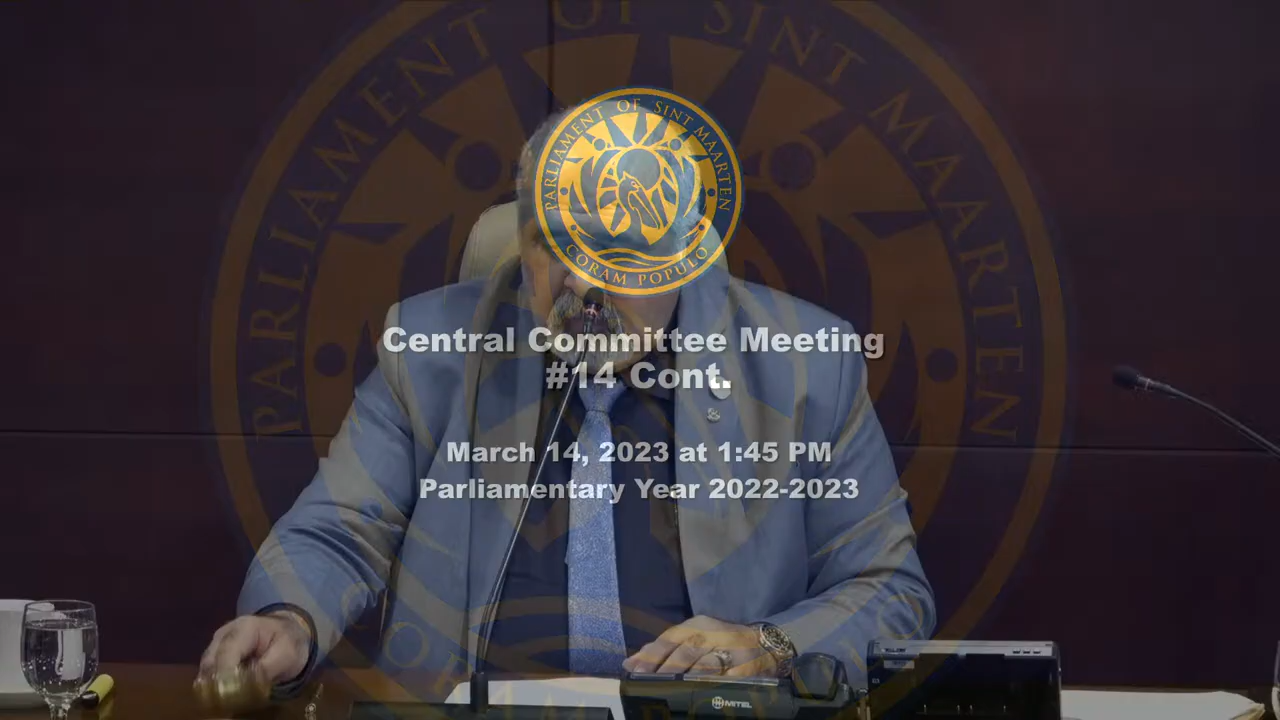 PARLIAMENT OF SINT MAARTEN
PARLIAMENT OF SINT MAARTEN
CORAM POPULO
Central Committee Meeting
#14 Cont.
March 14, 2023 at 1:45 PM
Parliamentary Year 2022-2023
MITEL